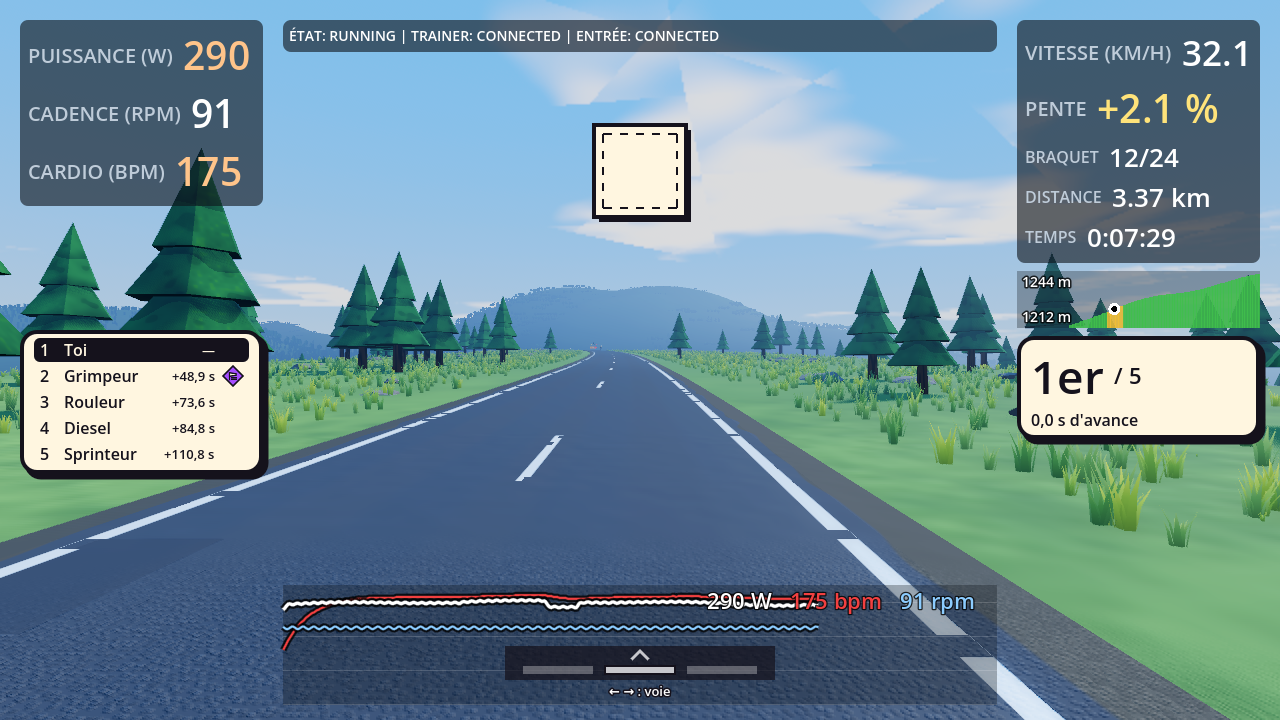 PUISSANCE (W) 290
CADENCE (RPM) 91
CARDIO (BPM) 175
ÉTAT: RUNNING | TRAINER: CONNECTED | ENTRÉE: CONNECTED
VITESSE (KM/H) 32.1
PENTE +2.1 %
BRAQUET 12/24
DISTANCE 3.37 km
TEMPS 0:07:29
1244 m
1212 m
1 Toi —
2 Grimpeur +48,9 s
3 Rouleur +73,6 s
4 Diesel +84,8 s
5 Sprinteur +110,8 s
1er / 5
0,0 s d'avance
290 W 175 bpm 91 rpm
← → : voie